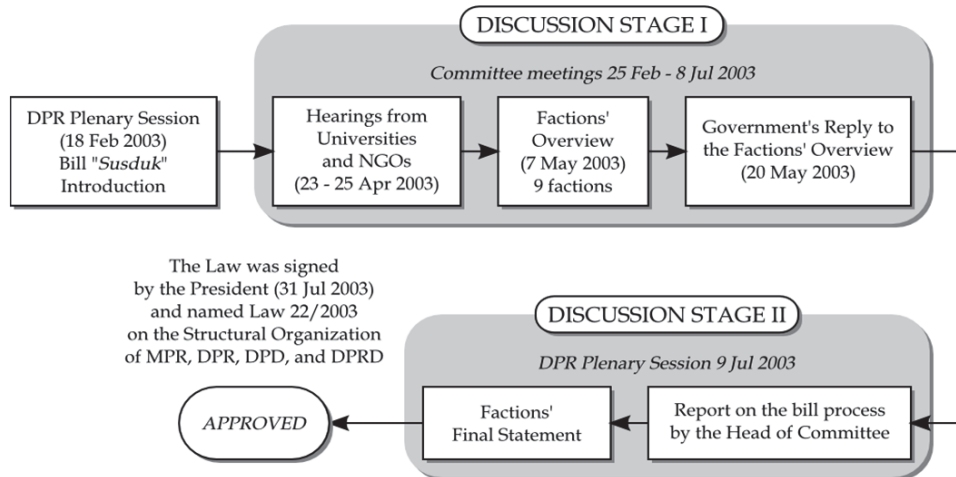 DISCUSSION STAGE I
Committee meetings 25 Feb - 8 Jul 2003
DPR Plenary Session
(18 Feb 2003)
Bill "Susduk"
Introduction
Hearings from
Universities
and NGOs
(23 - 25 Apr 2003)
Factions'
Overview
(7 May 2003)
9 factions
Government's Reply to
the Factions' Overview
(20 May 2003)
DISCUSSION STAGE II
DPR Plenary Session 9 Jul 2003
Report on the bill process
by the Head of Committee
Factions'
Final Statement
The Law was signed
by the President (31 Jul 2003)
and named Law 22/2003
on the Structural Organization
of MPR, DPR, DPD, and DPRD
APPROVED